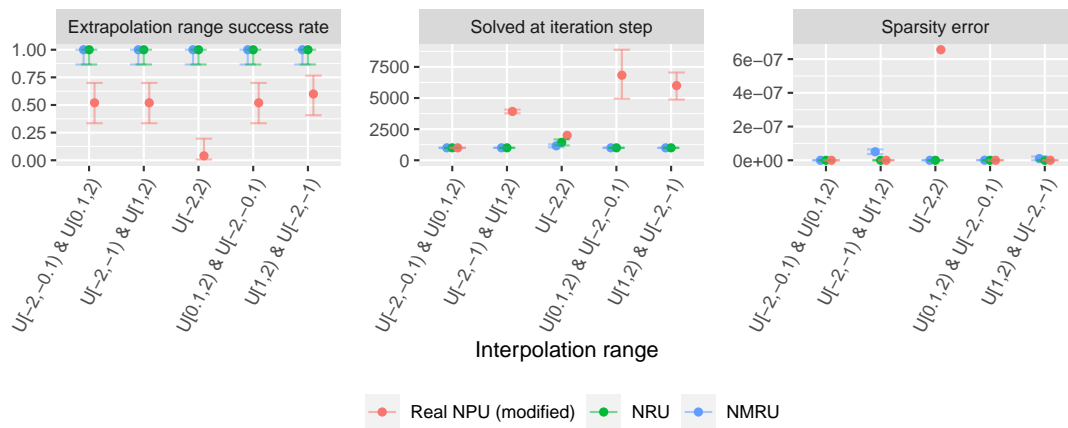 Extrapolation range success rate
Solved at iteration step
Sparsity error
1.00
0.75
0.50
0.25
0.00
7500
5000
2500
0
6e−07
4e−07
2e−07
0e+00
U[−2,−0.1) & U[0.1,2)
U[−2,−1) & U[1,2)
U[−2,2)
U[0.1,2) & U[−2,−0.1)
U[1,2) & U[−2,−1)
U[−2,−0.1) & U[0.1,2)
U[−2,−1) & U[1,2)
U[−2,2)
U[0.1,2) & U[−2,−0.1)
U[1,2) & U[−2,−1)
U[−2,−0.1) & U[0.1,2)
U[−2,−1) & U[1,2)
U[−2,2)
U[0.1,2) & U[−2,−0.1)
U[1,2) & U[−2,−1)
Interpolation range
Real NPU (modified)
NRU
NMRU